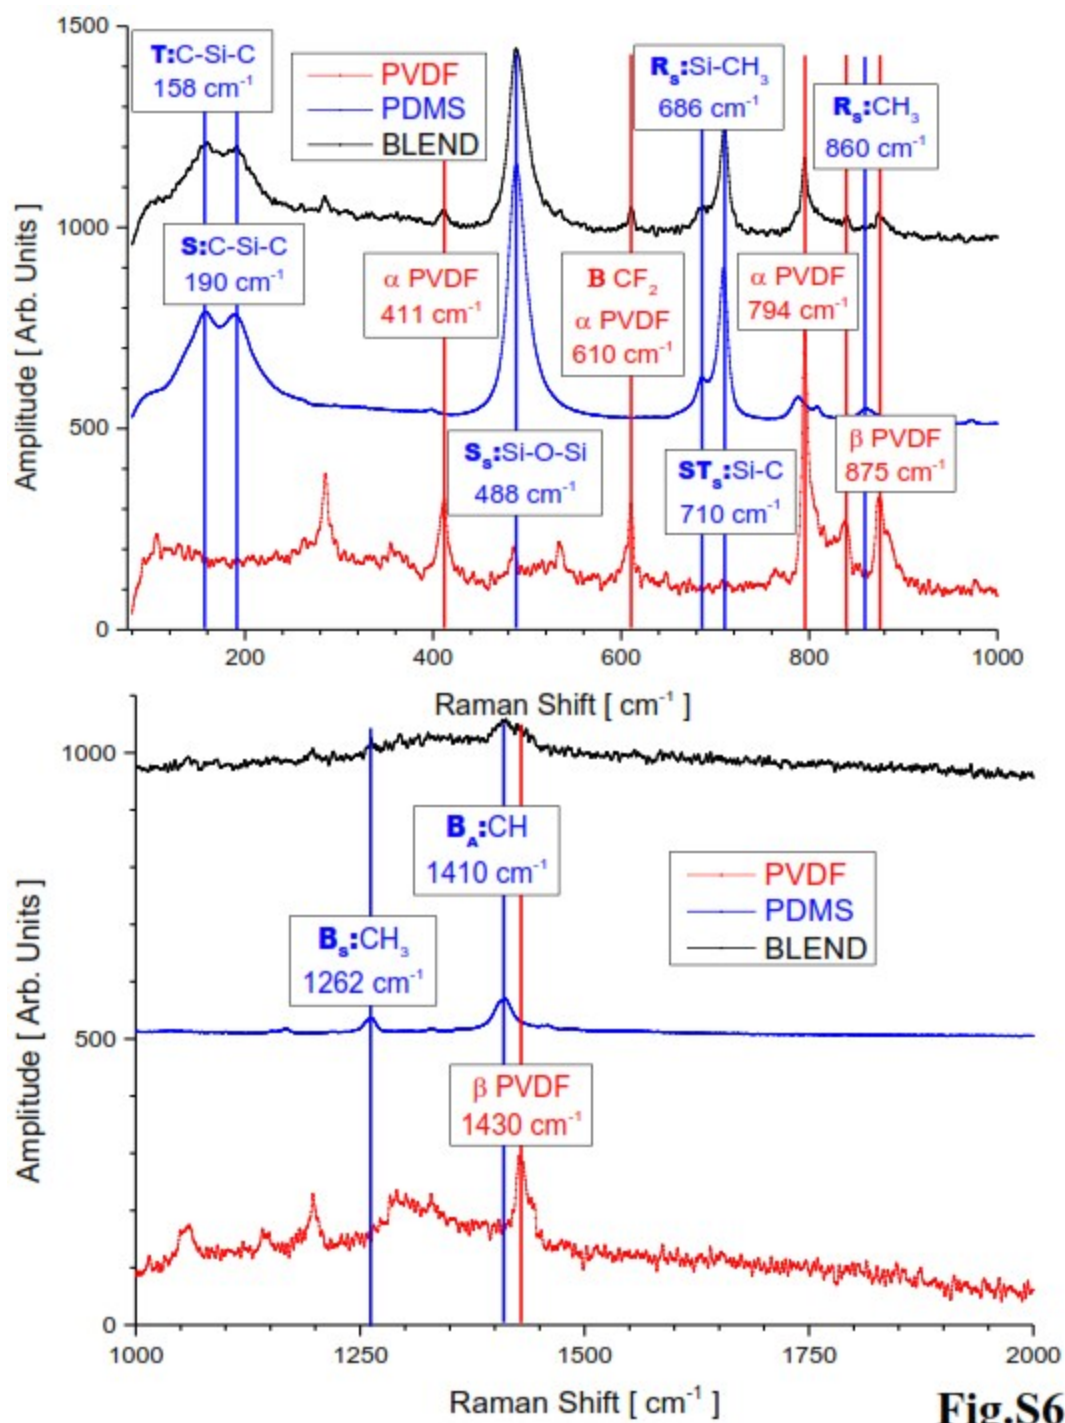 1500
T:C-Si-C
158 cm⁻¹
PVDF
PDMS
BLEND
Rₛ:Si-CH₃
686 cm⁻¹
Rₛ:CH₃
860 cm⁻¹
1000
S:C-Si-C
190 cm⁻¹
α PVDF
411 cm⁻¹
B CF₂
α PVDF
610 cm⁻¹
α PVDF
794 cm⁻¹
Amplitude [ Arb. Units]
500
Sₛ:Si-O-Si
488 cm⁻¹
STₛ:Si-C
710 cm⁻¹
β PVDF
875 cm⁻¹
0
200 400 600 800 1000
Raman Shift [ cm⁻¹ ]
1000
B_A:CH
1410 cm⁻¹
PVDF
PDMS
BLEND
Bₛ:CH₃
1262 cm⁻¹
Amplitude [ Arb. Units ]
500
β PVDF
1430 cm⁻¹
0
1000 1250 1500 1750 2000
Raman Shift [ cm⁻¹ ]
Fig.S6